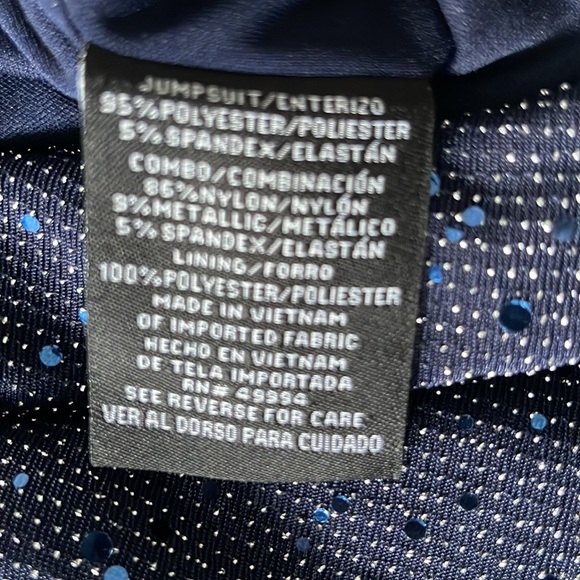 JUMPSUIT/ENTERIZO
95%POLYESTER/POLIESTER
5%SPANDEX/ELASTÁN
COMBO/COMBINACIÓN
86%NYLON/NYLÓN
9%METALLIC/METÁLICO
5%SPANDEX/ELASTÁN
LINING/FORRO
100%POLYESTER/POLIESTER
MADE IN VIETNAM
OF IMPORTED FABRIC
HECHO EN VIETNAM
DE TELA IMPORTADA
RN# 49994
SEE REVERSE FOR CARE
VER AL DORSO PARA CUIDADO